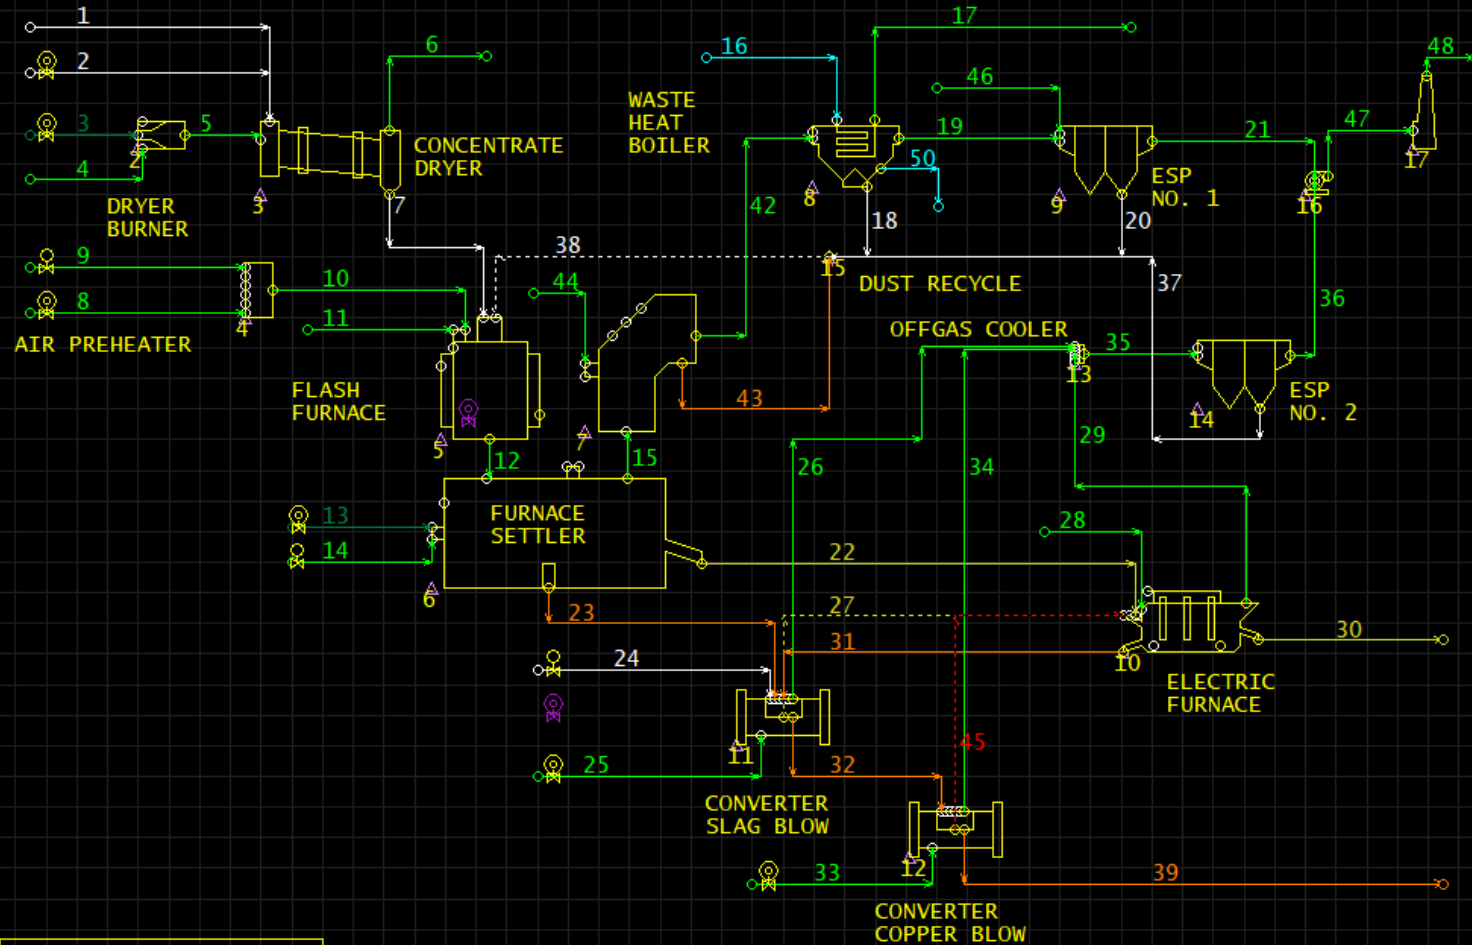 1
17
48
6
16
2
46
WASTE
HEAT
BOILER
47
3
5
19
21
CONCENTRATE
DRYER
2
50
17
4
ESP
NO. 1
3
8
9
16
DRYER
BURNER
7
42
18
20
38
9
15
10
44
DUST RECYCLE
37
36
8
11
4
OFFGAS COOLER
AIR PREHEATER
35
13
FLASH
FURNACE
43
ESP
NO. 2
14
29
5
7
12
15
26
34
FURNACE
SETTLER
13
28
14
22
6
23
27
31
30
24
10
ELECTRIC
FURNACE
11
45
25
32
CONVERTER
SLAG BLOW
12
33
39
CONVERTER
COPPER BLOW